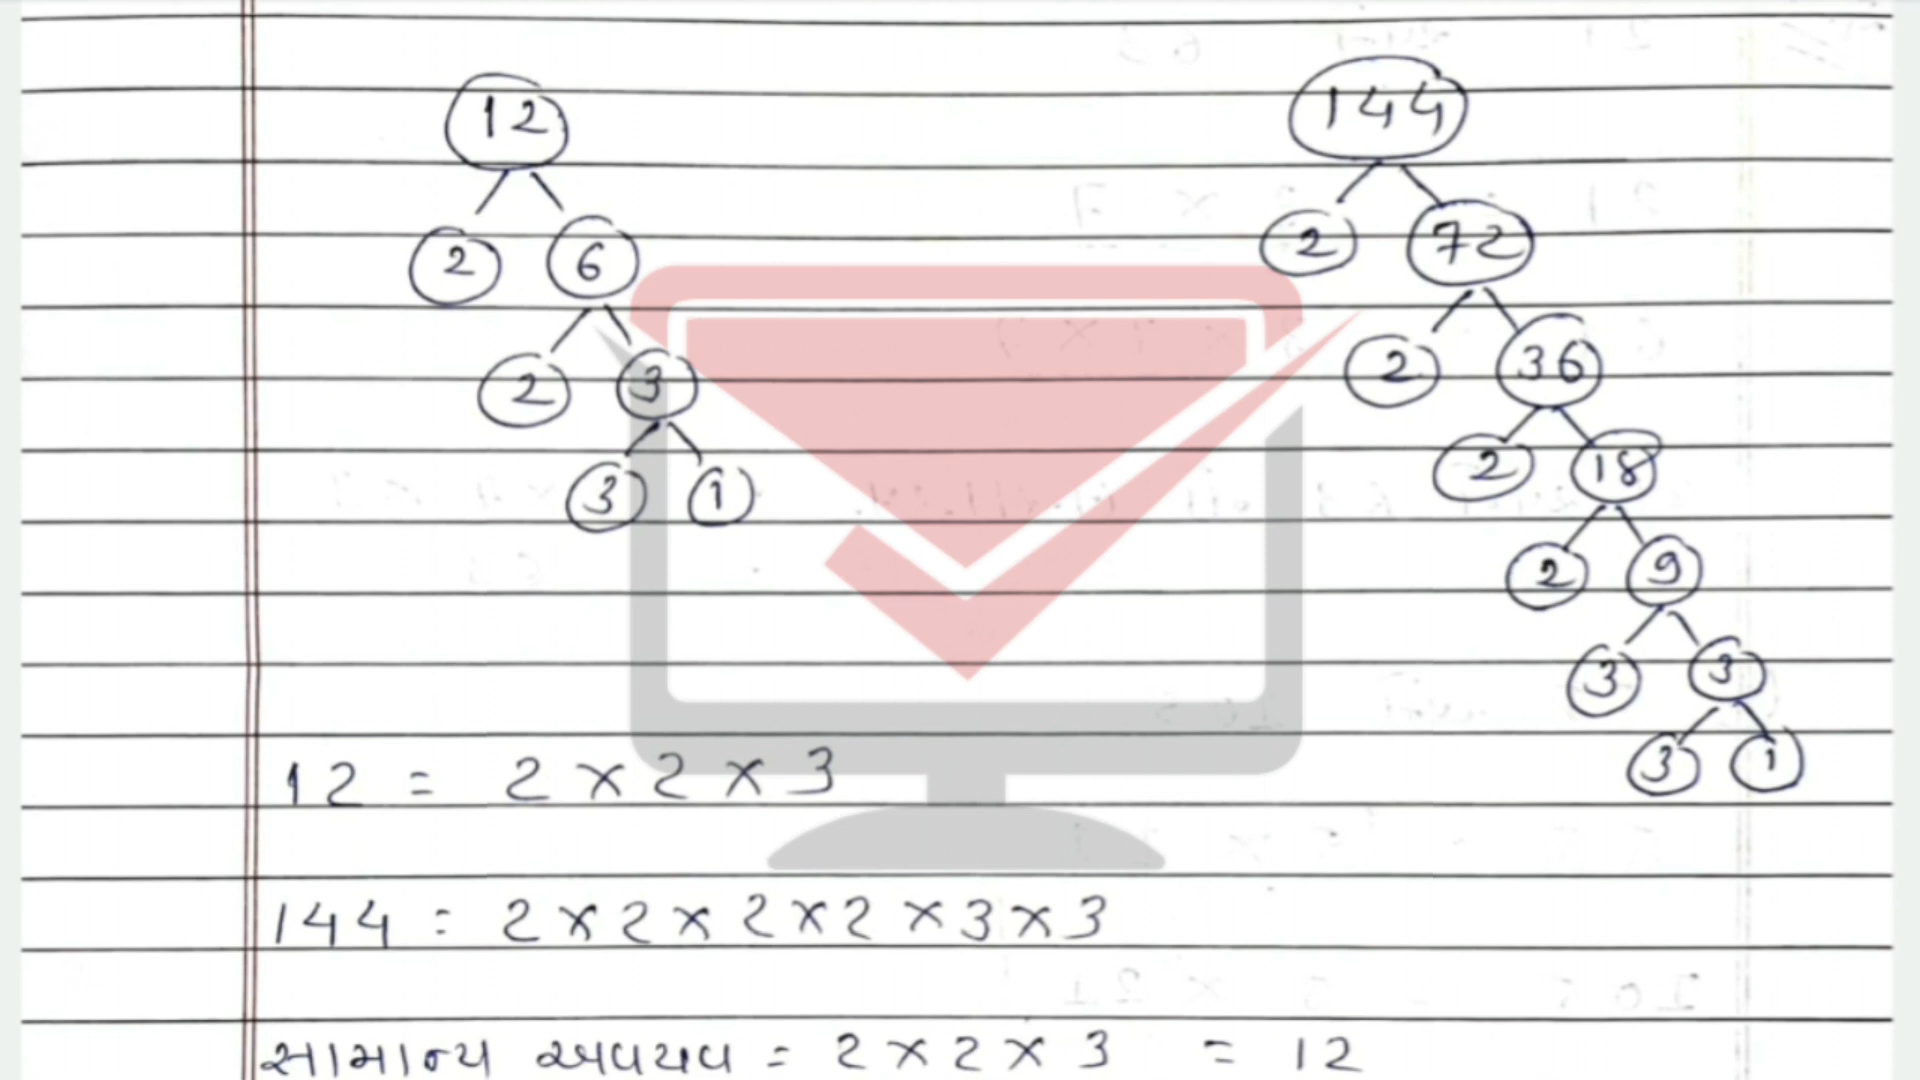 12 144
2 6 2 72
2 3 2 36
3 1 2 18
2 9
3 3
3 1
12 = 2 × 2 × 3
144 = 2 × 2 × 2 × 2 × 3 × 3
સામાન્ય અવયવ = 2 × 2 × 3 = 12